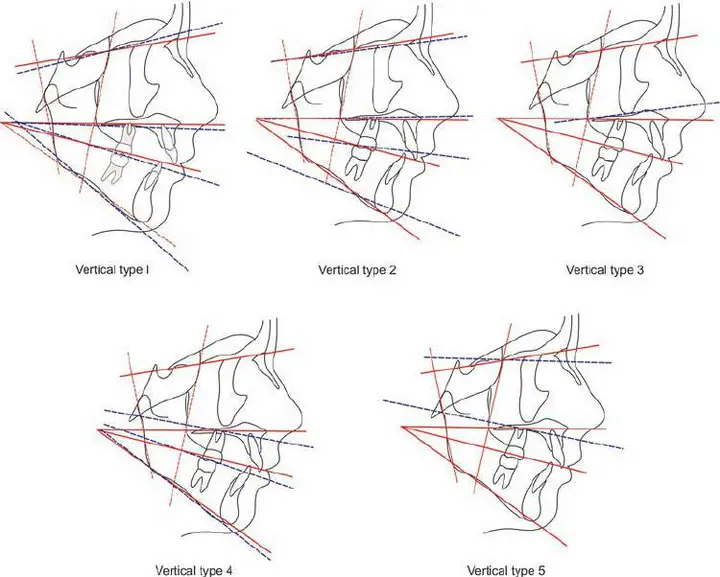 Vertical type I
Vertical type 2
Vertical type 3
Vertical type 4
Vertical type 5